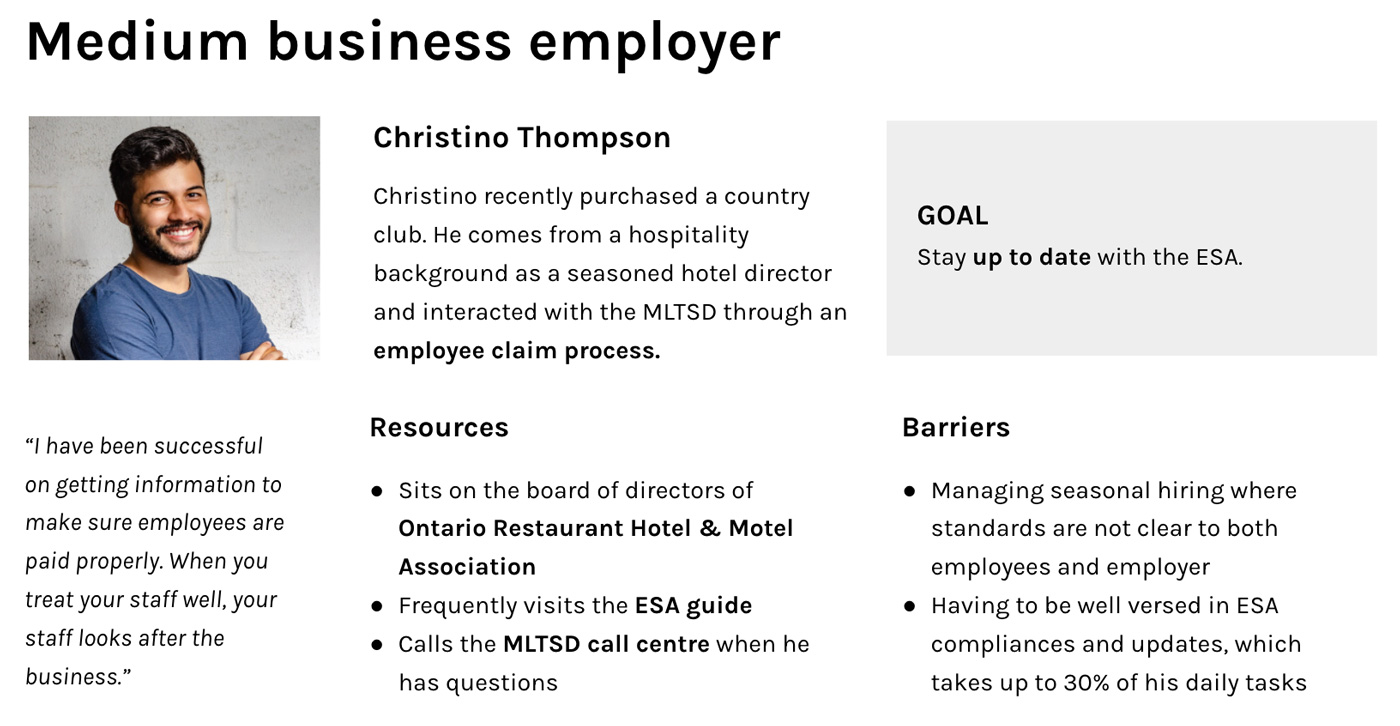 Medium business employer
Christino Thompson
Christino recently purchased a country
club. He comes from a hospitality
background as a seasoned hotel director
and interacted with the MLTSD through an
employee claim process.
GOAL
Stay up to date with the ESA.
“I have been successful
on getting information to
make sure employees are
paid properly. When you
treat your staff well, your
staff looks after the
business.”
Resources
● Sits on the board of directors of
Ontario Restaurant Hotel & Motel
Association
● Frequently visits the ESA guide
● Calls the MLTSD call centre when he
has questions
Barriers
● Managing seasonal hiring where
standards are not clear to both
employees and employer
● Having to be well versed in ESA
compliances and updates, which
takes up to 30% of his daily tasks